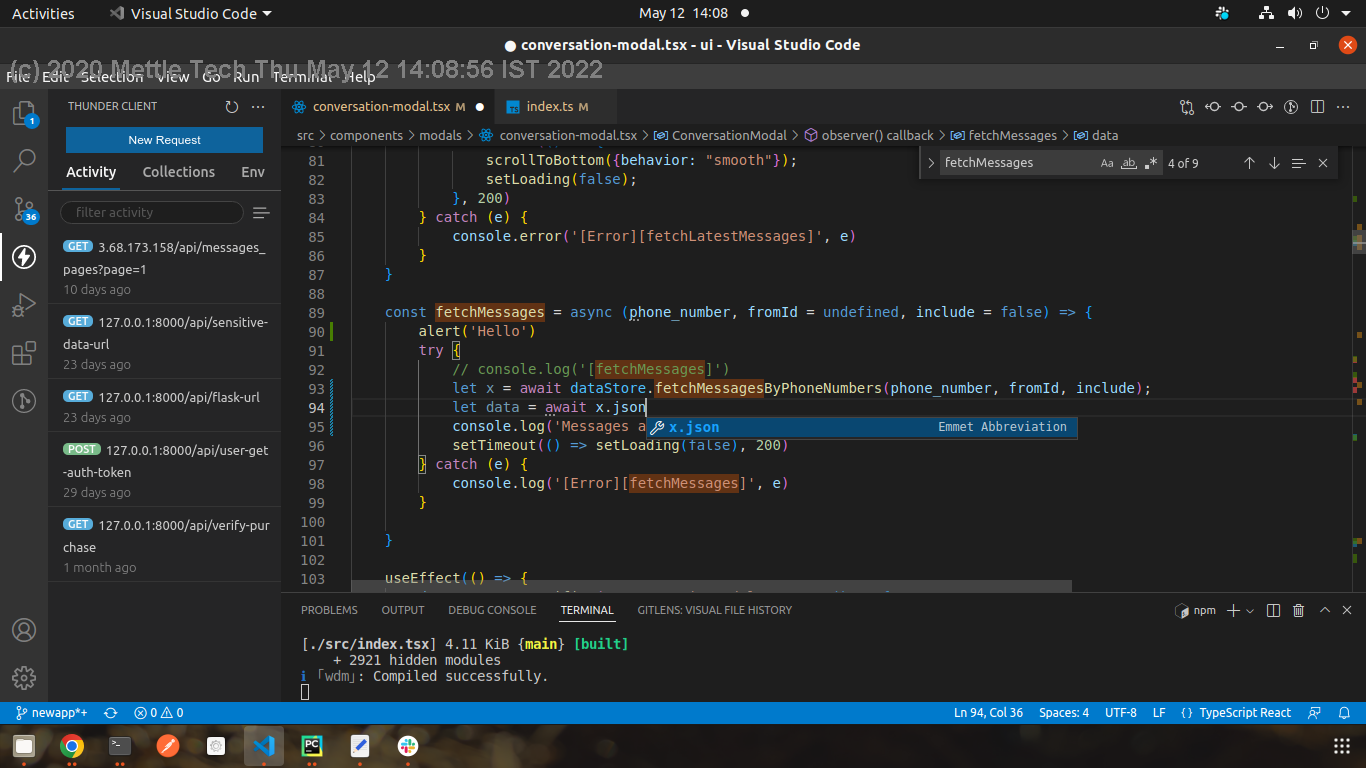 Activities
Visual Studio Code
May 12 14:08
conversation-modal.tsx - ui - Visual Studio Code
File Edit Selection View Go Run Terminal Help
(c) 2020 Mettle Tech Thu May 12 14:08:56 IST 2022
THUNDER CLIENT
New Request
Activity Collections Env
filter activity
GET 3.68.173.158/api/messages_
pages?page=1
10 days ago
GET 127.0.0.1:8000/api/sensitive-
data-url
23 days ago
GET 127.0.0.1:8000/api/flask-url
23 days ago
POST 127.0.0.1:8000/api/user-get
-auth-token
29 days ago
GET 127.0.0.1:8000/api/verify-pur
chase
1 month ago
1
36
conversation-modal.tsx M
TS index.ts M
src > components > modals > conversation-modal.tsx > ConversationModal > observer() callback > fetchMessages > data
fetchMessages Aa ab 4 of 9
81 scrollToBottom({behavior: "smooth"});
82 setLoading(false);
83 }, 200)
84 } catch (e) {
85 console.error('[Error][fetchLatestMessages]', e)
86 }
87 }
88
89 const fetchMessages = async (phone_number, fromId = undefined, include = false) => {
90 alert('Hello')
91 try {
92 // console.log('[fetchMessages]')
93 let x = await dataStore.fetchMessagesByPhoneNumbers(phone_number, fromId, include);
94 let data = await x.json
95 console.log('Messages a
x.json Emmet Abbreviation
96 setTimeout(() => setLoading(false), 200)
97 } catch (e) {
98 console.log('[Error][fetchMessages]', e)
99 }
100
101 }
102
103 useEffect(() => {
PROBLEMS OUTPUT DEBUG CONSOLE TERMINAL GITLENS: VISUAL FILE HISTORY
npm
[./src/index.tsx] 4.11 KiB {main} [built]
+ 2921 hidden modules
ℹ ｢wdm｣: Compiled successfully.
newapp*+ 0 0
Ln 94, Col 36 Spaces: 4 UTF-8 LF {} TypeScript React
PC